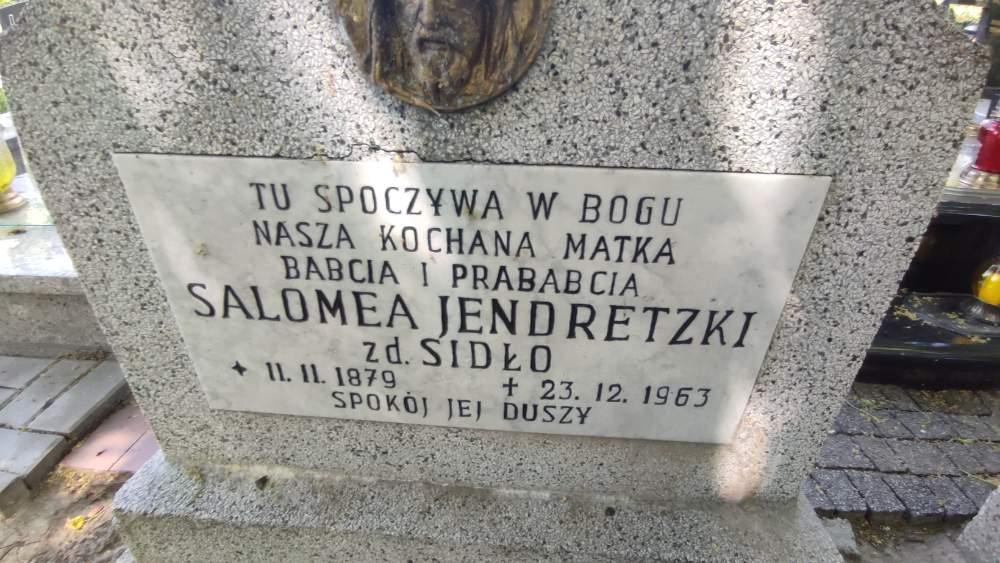 TU SPOCZYWA W BOGU
NASZA KOCHANA MATKA
BABCIA I PRABABCIA
SALOMEA JENDRETZKI
zd. SIDŁO
✦ 11.11.1879 ✝ 23.12.1963
SPOKÓJ JEJ DUSZY